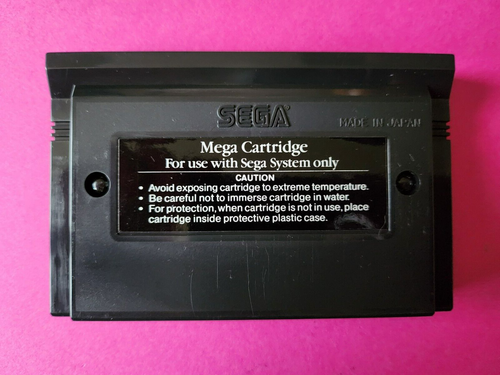 SEGA
MADE IN JAPAN
Mega Cartridge
For use with Sega System only
CAUTION
• Avoid exposing cartridge to extreme temperature.
• Be careful not to immerse cartridge in water.
• For protection, when cartridge is not in use, place
cartridge inside protective plastic case.